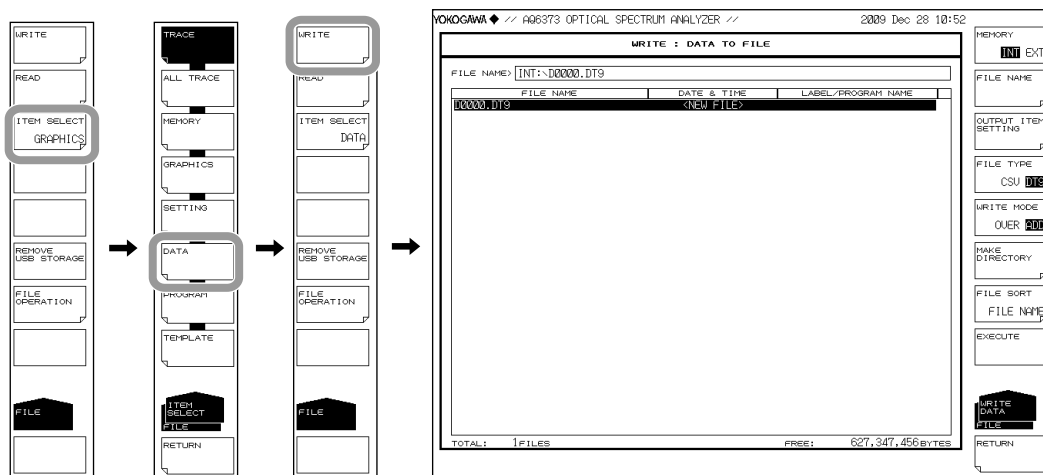 WRITE
READ
ITEM SELECT
GRAPHICS
REMOVE
USB STORAGE
FILE
OPERATION
FILE
TRACE
ALL TRACE
MEMORY
GRAPHICS
SETTING
DATA
PROGRAM
TEMPLATE
ITEM
SELECT
FILE
RETURN
WRITE
READ
ITEM SELECT
DATA
REMOVE
USB STORAGE
FILE
OPERATION
FILE
YOKOGAWA ◆ // AQ6373 OPTICAL SPECTRUM ANALYZER // 2009 Dec 28 10:52
WRITE : DATA TO FILE
FILE NAME> INT:\D0000.DT9
FILE NAME DATE & TIME LABEL/PROGRAM NAME
D0000.DT9 <NEW FILE>
TOTAL: 1FILES FREE: 627,347,456 BYTES
MEMORY
INT EXT
FILE NAME
OUTPUT ITEM
SETTING
FILE TYPE
CSV DT9
WRITE MODE
OVER ADD
MAKE
DIRECTORY
FILE SORT
FILE NAME
EXECUTE
WRITE
DATA
FILE
RETURN